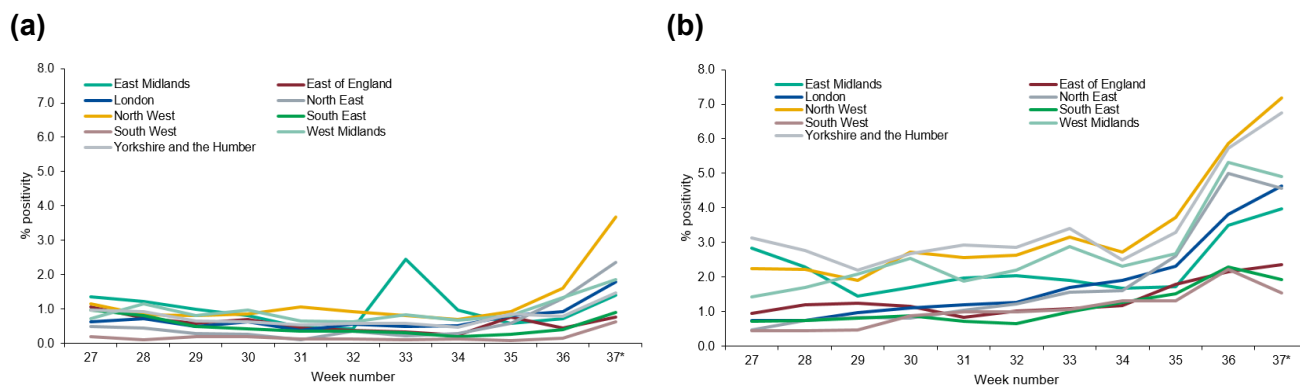 (a)
8.0
7.0
6.0
5.0
4.0
3.0
2.0
1.0
0.0
% positivity
East Midlands
East of England
London
North East
North West
South East
South West
West Midlands
Yorkshire and the Humber
27 28 29 30 31 32 33 34 35 36 37*
Week number
(b)
8.0
7.0
6.0
5.0
4.0
3.0
2.0
1.0
0.0
% positivity
East Midlands
East of England
London
North East
North West
South East
South West
West Midlands
Yorkshire and the Humber
27 28 29 30 31 32 33 34 35 36 37*
Week number